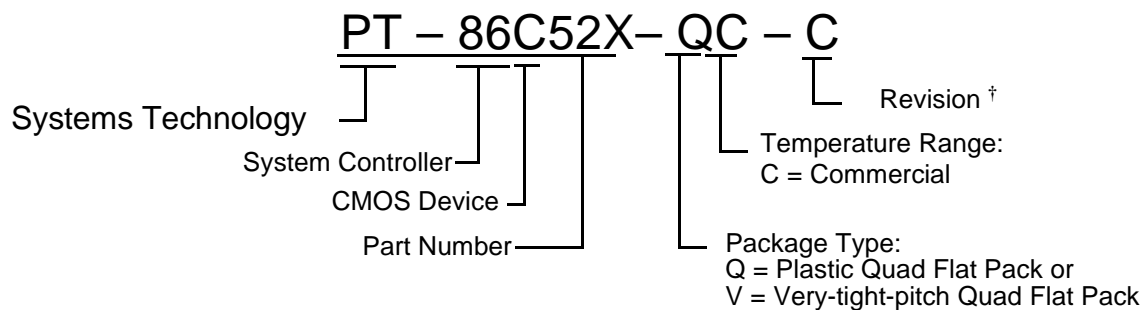 PT – 86C52X– QC – C
Revision †
Systems Technology
Temperature Range:
C = Commercial
System Controller
CMOS Device
Part Number
Package Type:
Q = Plastic Quad Flat Pack or
V = Very-tight-pitch Quad Flat Pack